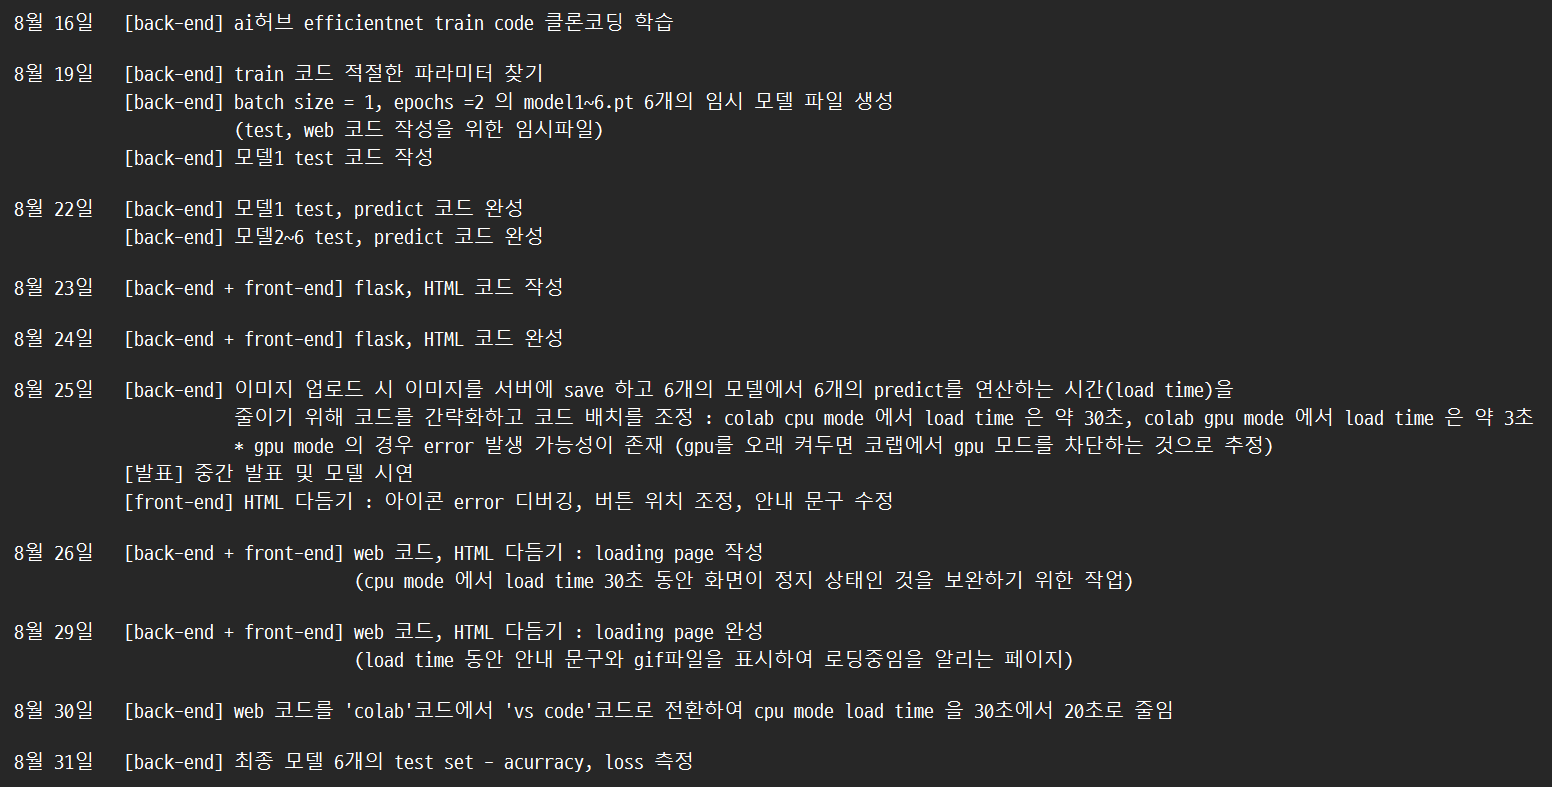 8월 16일 [back-end] ai허브 efficientnet train code 클론코딩 학습
8월 19일 [back-end] train 코드 적절한 파라미터 찾기
[back-end] batch size = 1, epochs =2 의 model1~6.pt 6개의 임시 모델 파일 생성
(test, web 코드 작성을 위한 임시파일)
[back-end] 모델1 test 코드 작성
8월 22일 [back-end] 모델1 test, predict 코드 완성
[back-end] 모델2~6 test, predict 코드 완성
8월 23일 [back-end + front-end] flask, HTML 코드 작성
8월 24일 [back-end + front-end] flask, HTML 코드 완성
8월 25일 [back-end] 이미지 업로드 시 이미지를 서버에 save 하고 6개의 모델에서 6개의 predict를 연산하는 시간(load time)을
줄이기 위해 코드를 간략화하고 코드 배치를 조정 : colab cpu mode 에서 load time 은 약 30초, colab gpu mode 에서 load time 은 약 3초
* gpu mode 의 경우 error 발생 가능성이 존재 (gpu를 오래 켜두면 코랩에서 gpu 모드를 차단하는 것으로 추정)
[발표] 중간 발표 및 모델 시연
[front-end] HTML 다듬기 : 아이콘 error 디버깅, 버튼 위치 조정, 안내 문구 수정
8월 26일 [back-end + front-end] web 코드, HTML 다듬기 : loading page 작성
(cpu mode 에서 load time 30초 동안 화면이 정지 상태인 것을 보완하기 위한 작업)
8월 29일 [back-end + front-end] web 코드, HTML 다듬기 : loading page 완성
(load time 동안 안내 문구와 gif파일을 표시하여 로딩중임을 알리는 페이지)
8월 30일 [back-end] web 코드를 'colab'코드에서 'vs code'코드로 전환하여 cpu mode load time 을 30초에서 20초로 줄임
8월 31일 [back-end] 최종 모델 6개의 test set - acurracy, loss 측정